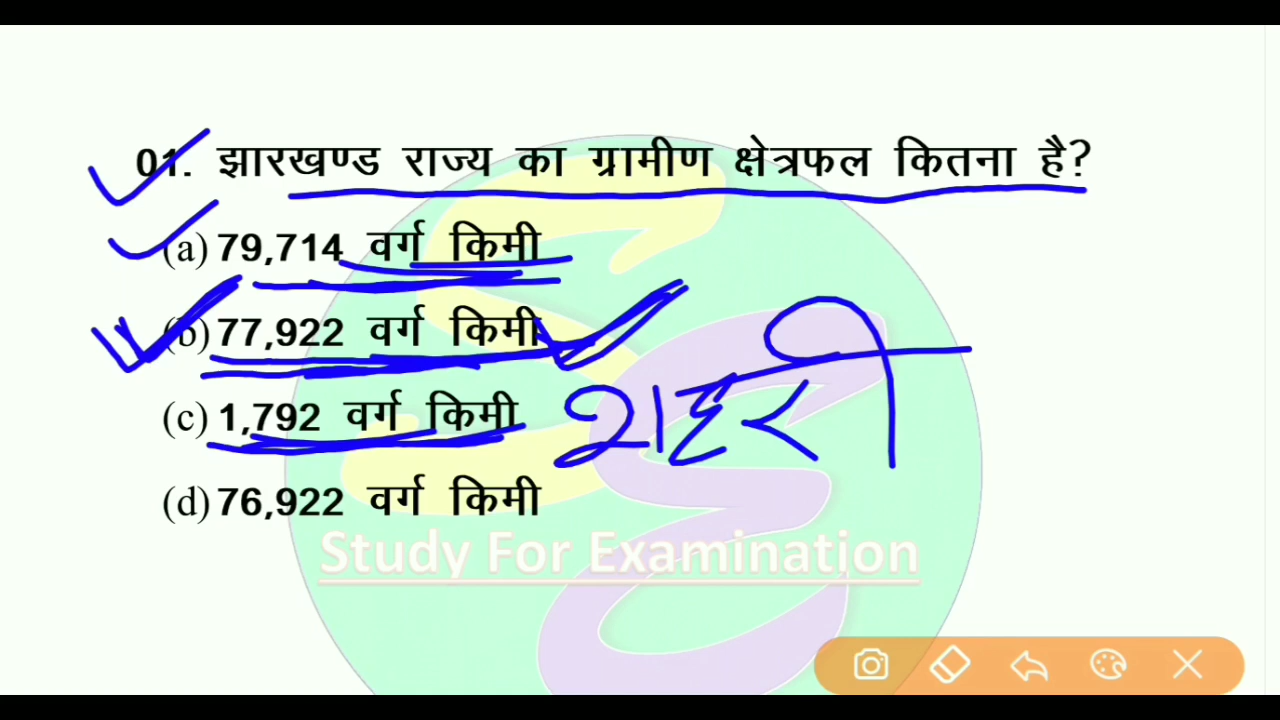 01. झारखण्ड राज्य का ग्रामीण क्षेत्रफल कितना है?
(a) 79,714 वर्ग किमी
(b) 77,922 वर्ग किमी
(c) 1,792 वर्ग किमी शहरी
(d) 76,922 वर्ग किमी
Study For Examination